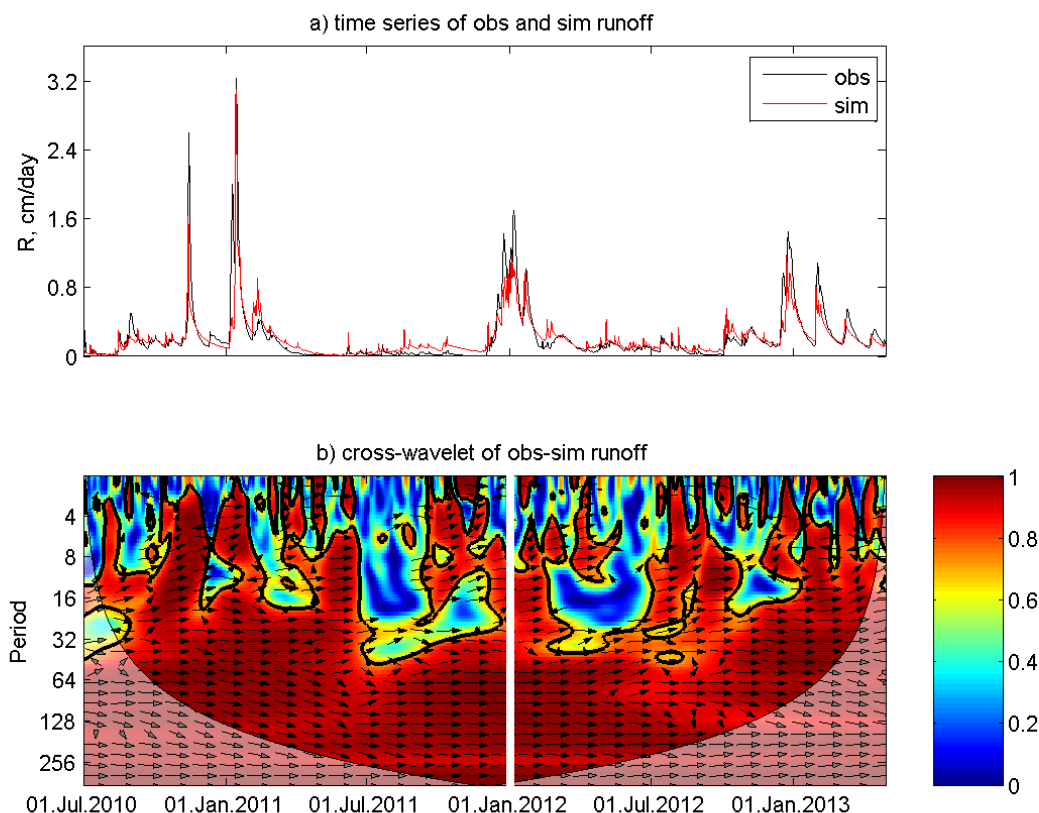 a) time series of obs and sim runoff
3.2
2.4
1.6
0.8
0
R, cm/day
obs
sim
b) cross-wavelet of obs-sim runoff
4
8
16
32
64
128
256
Period
01.Jul.2010 01.Jan.2011 01.Jul.2011 01.Jan.2012 01.Jul.2012 01.Jan.2013
1
0.8
0.6
0.4
0.2
0